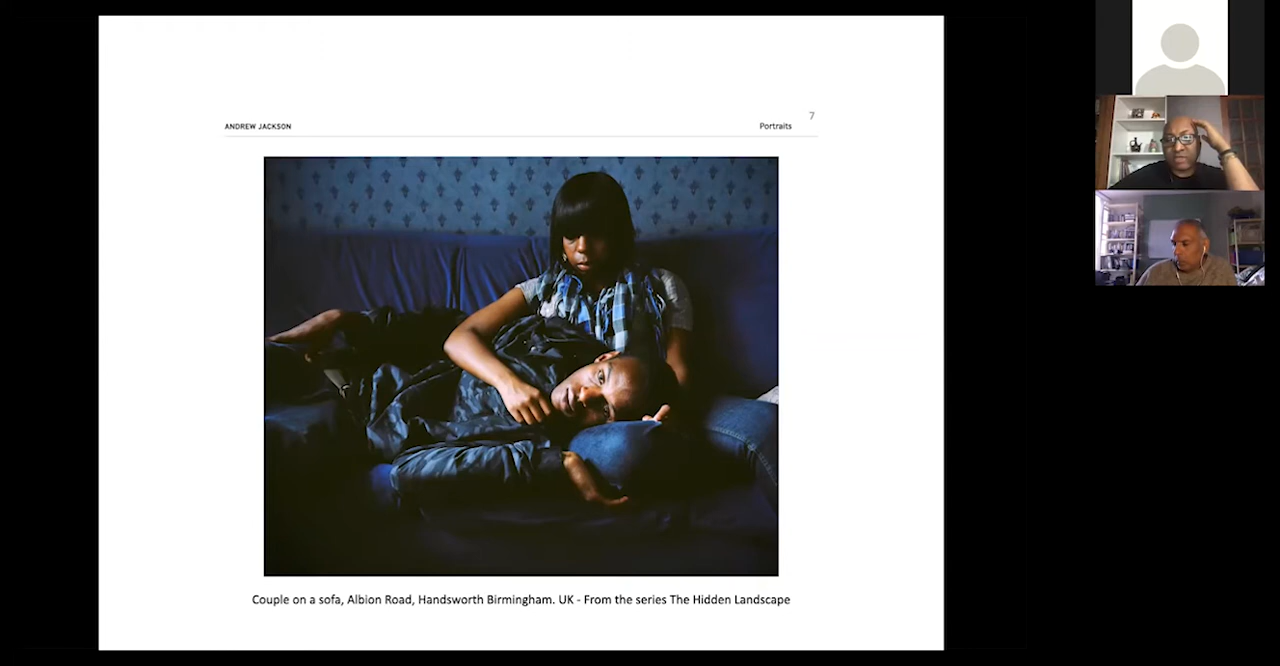 ANDREW JACKSON
Portraits
7
Couple on a sofa, Albion Road, Handsworth Birmingham. UK - From the series The Hidden Landscape